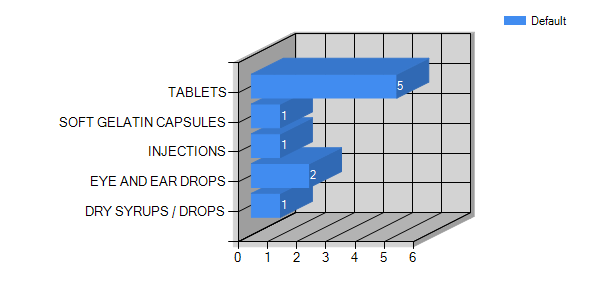 Default
TABLETS 5
SOFT GELATIN CAPSULES 1
INJECTIONS 1
EYE AND EAR DROPS 2
DRY SYRUPS / DROPS 1
0 1 2 3 4 5 6